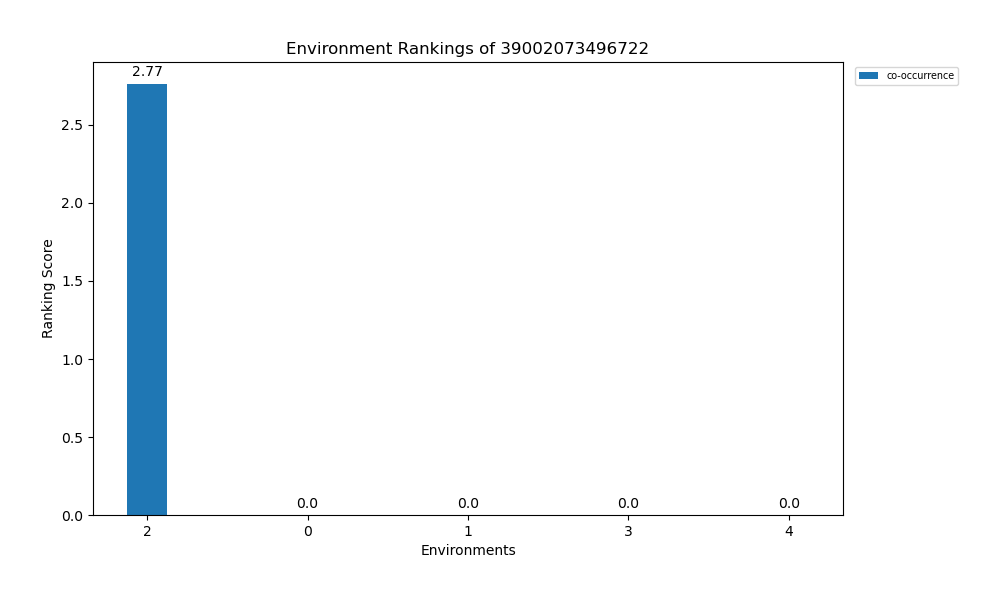 Environment Rankings of 39002073496722
2.77
co-occurrence
2.5
2.0
1.5
1.0
0.5
0.0
Ranking Score
0.0 0.0 0.0 0.0
2 0 1 3 4
Environments